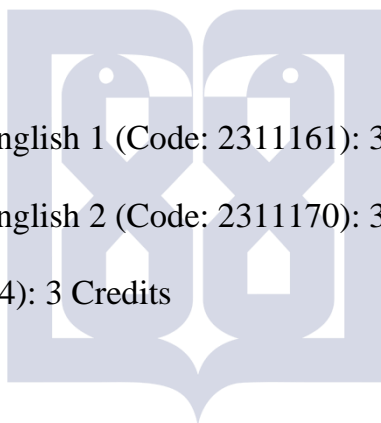 nglish 1 (Code: 2311161): 3
nglish 2 (Code: 2311170): 3
4): 3 Credits